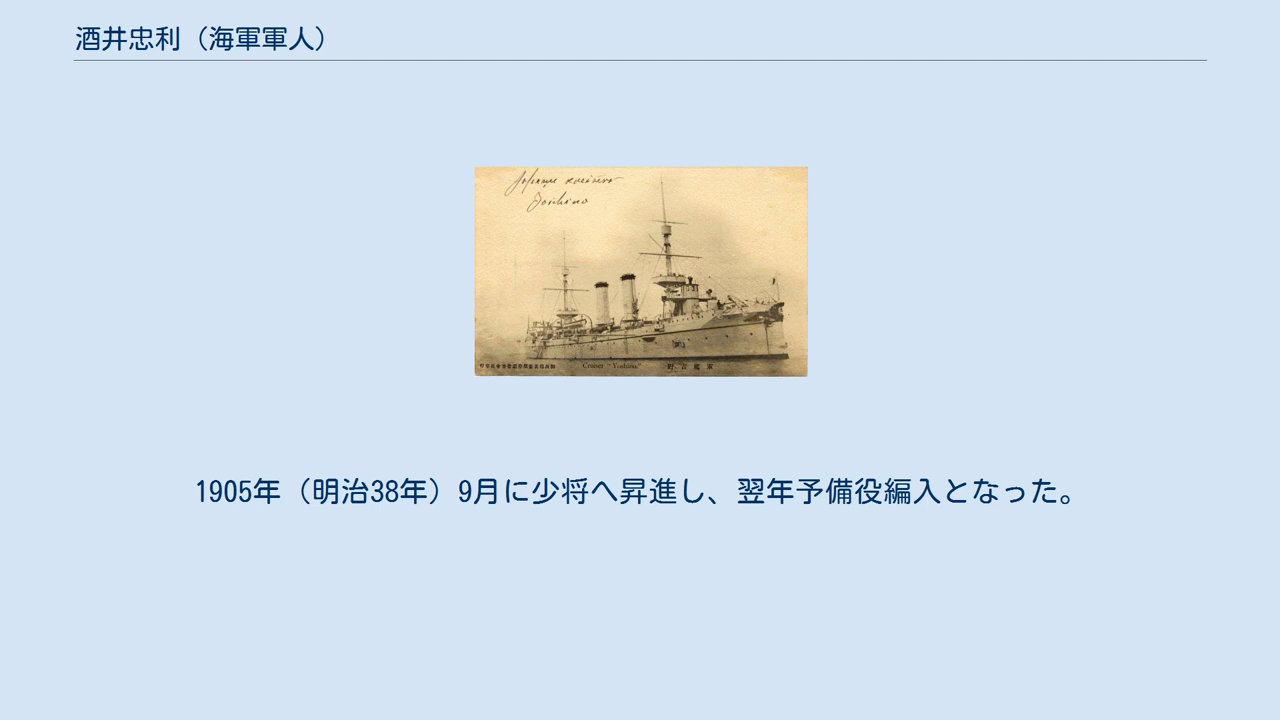 酒井忠利（海軍軍人）
Cruiser "Yoshino."
1905年（明治38年）9月に少将へ昇進し、翌年予備役編入となった。